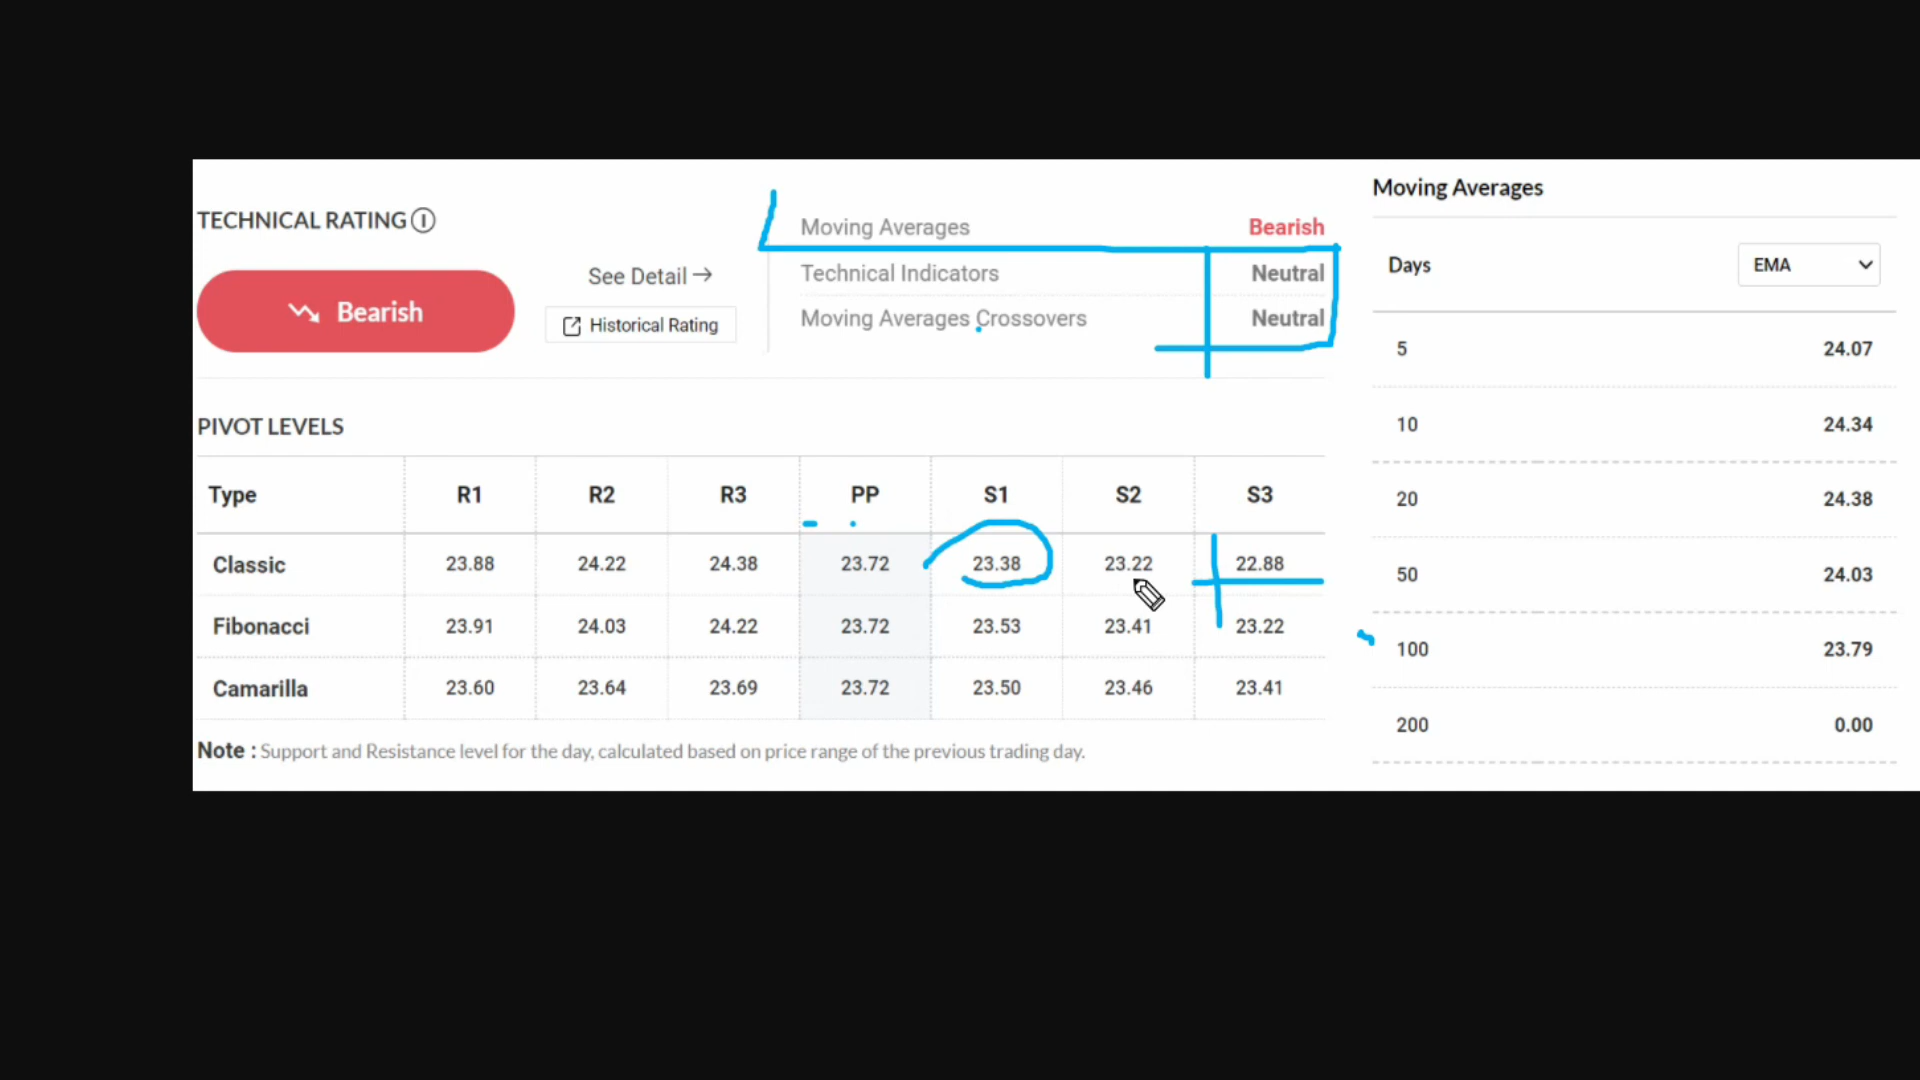 TECHNICAL RATING
Bearish
See Detail →
Historical Rating
Moving Averages Bearish
Technical Indicators Neutral
Moving Averages Crossovers Neutral
PIVOT LEVELS
Type R1 R2 R3 PP S1 S2 S3
Classic 23.88 24.22 24.38 23.72 23.38 23.22 22.88
Fibonacci 23.91 24.03 24.22 23.72 23.53 23.41 23.22
Camarilla 23.60 23.64 23.69 23.72 23.50 23.46 23.41
Note : Support and Resistance level for the day, calculated based on price range of the previous trading day.
Moving Averages
Days EMA
5 24.07
10 24.34
20 24.38
50 24.03
100 23.79
200 0.00